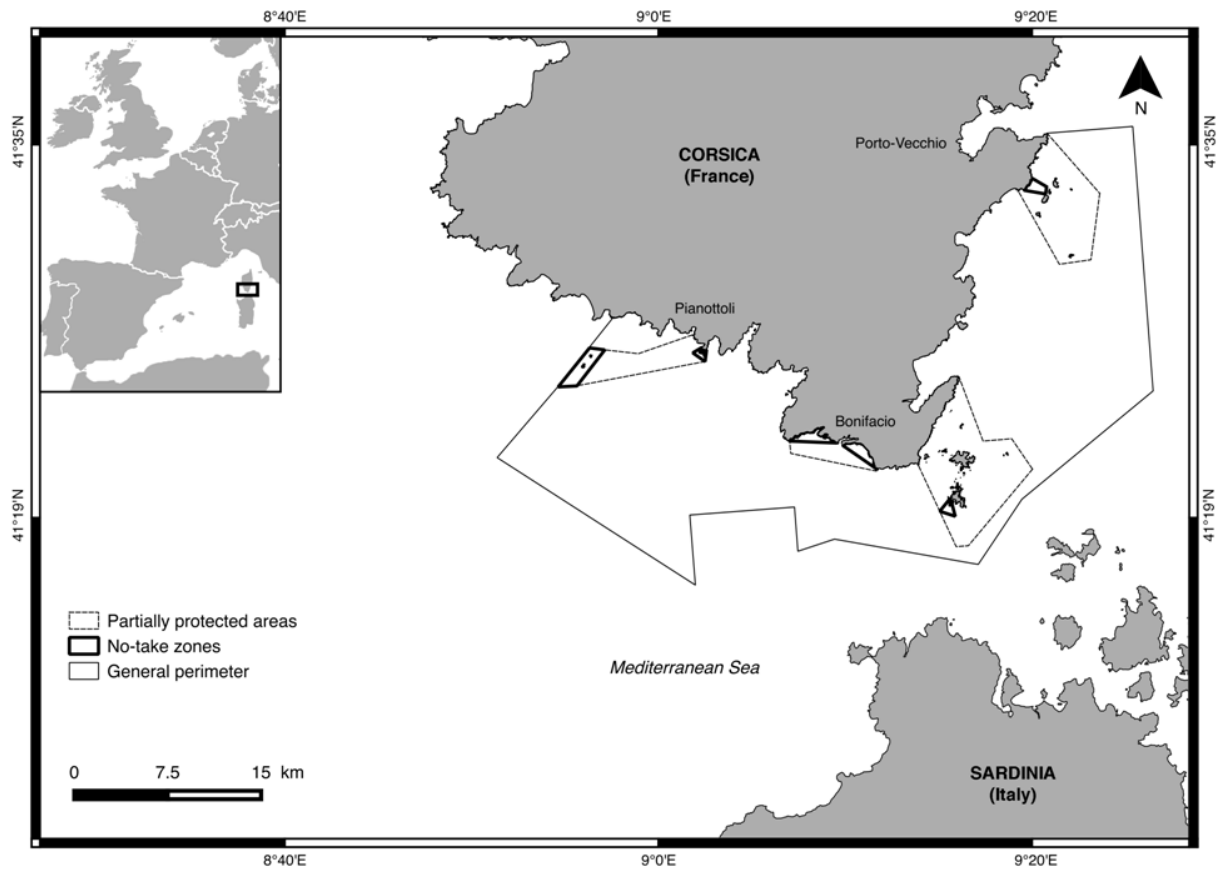 8°40'E
9°0'E
9°20'E
41°35'N
41°35'N
N
Porto-Vecchio
CORSICA
(France)
Pianottoli
Bonifacio
41°19'N
41°19'N
Partially protected areas
No-take zones
General perimeter
Mediterranean Sea
0 7.5 15 km
SARDINIA
(Italy)
8°40'E
9°0'E
9°20'E